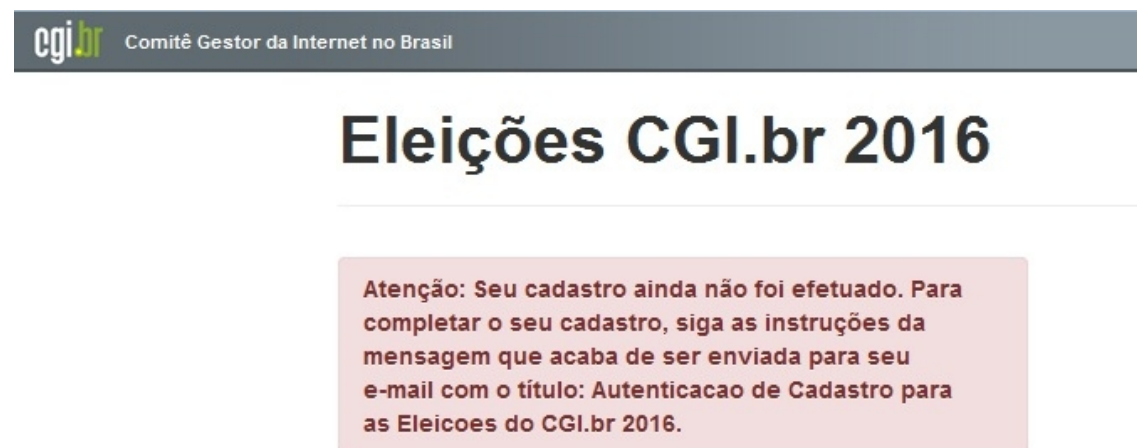 cgi.br Comitê Gestor da Internet no Brasil
Eleições CGI.br 2016
Atenção: Seu cadastro ainda não foi efetuado. Para
completar o seu cadastro, siga as instruções da
mensagem que acaba de ser enviada para seu
e-mail com o título: Autenticacao de Cadastro para
as Eleicoes do CGI.br 2016.